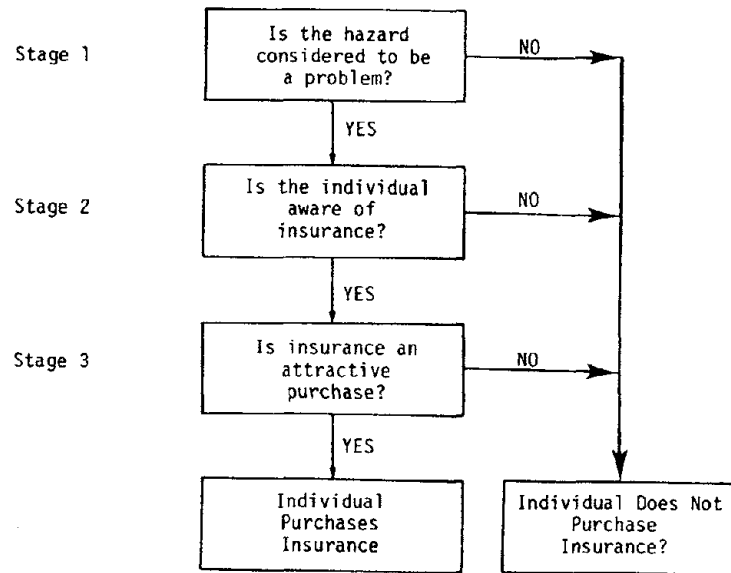 Stage 1
Is the hazard
considered to be
a problem?
NO
YES
Stage 2
Is the individual
aware of
insurance?
NO
YES
Stage 3
Is insurance an
attractive
purchase?
NO
YES
Individual
Purchases
Insurance
Individual Does Not
Purchase
Insurance?